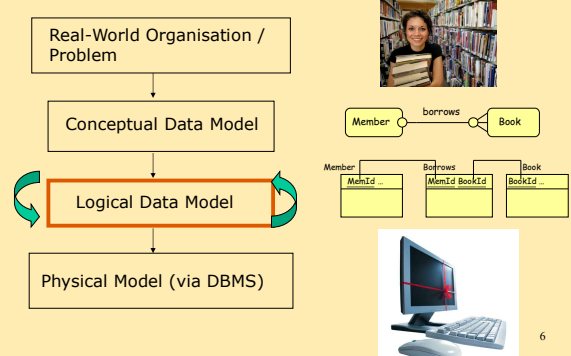 Real-World Organisation /
Problem
Conceptual Data Model
Logical Data Model
Physical Model (via DBMS)
borrows
Member
Book
Member
Borrows
Book
MemId ...
MemId BookId
BookId ...
6